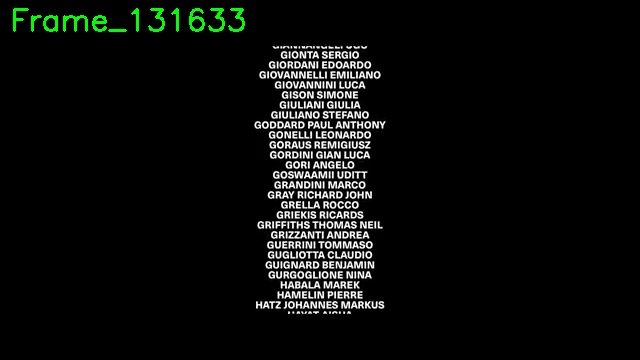 Frame_131633
GIONTA SERGIO
GIORDANI EDOARDO
GIOVANNELLI EMILIANO
GIOVANNINI LUCA
GISON SIMONE
GIULIANI GIULIA
GIULIANO STEFANO
GODDARD PAUL ANTHONY
GONELLI LEONARDO
GORAUS REMIGIUSZ
GORDINI GIAN LUCA
GORI ANGELO
GOSWAAMII UDITT
GRANDINI MARCO
GRAY RICHARD JOHN
GRELLA ROCCO
GRIEKIS RICARDS
GRIFFITHS THOMAS NEIL
GRIZZANTI ANDREA
GUERRINI TOMMASO
GUGLIOTTA CLAUDIO
GUIGNARD BENJAMIN
GURGOGLIONE NINA
HABALA MAREK
HAMELIN PIERRE
HATZ JOHANNES MARKUS